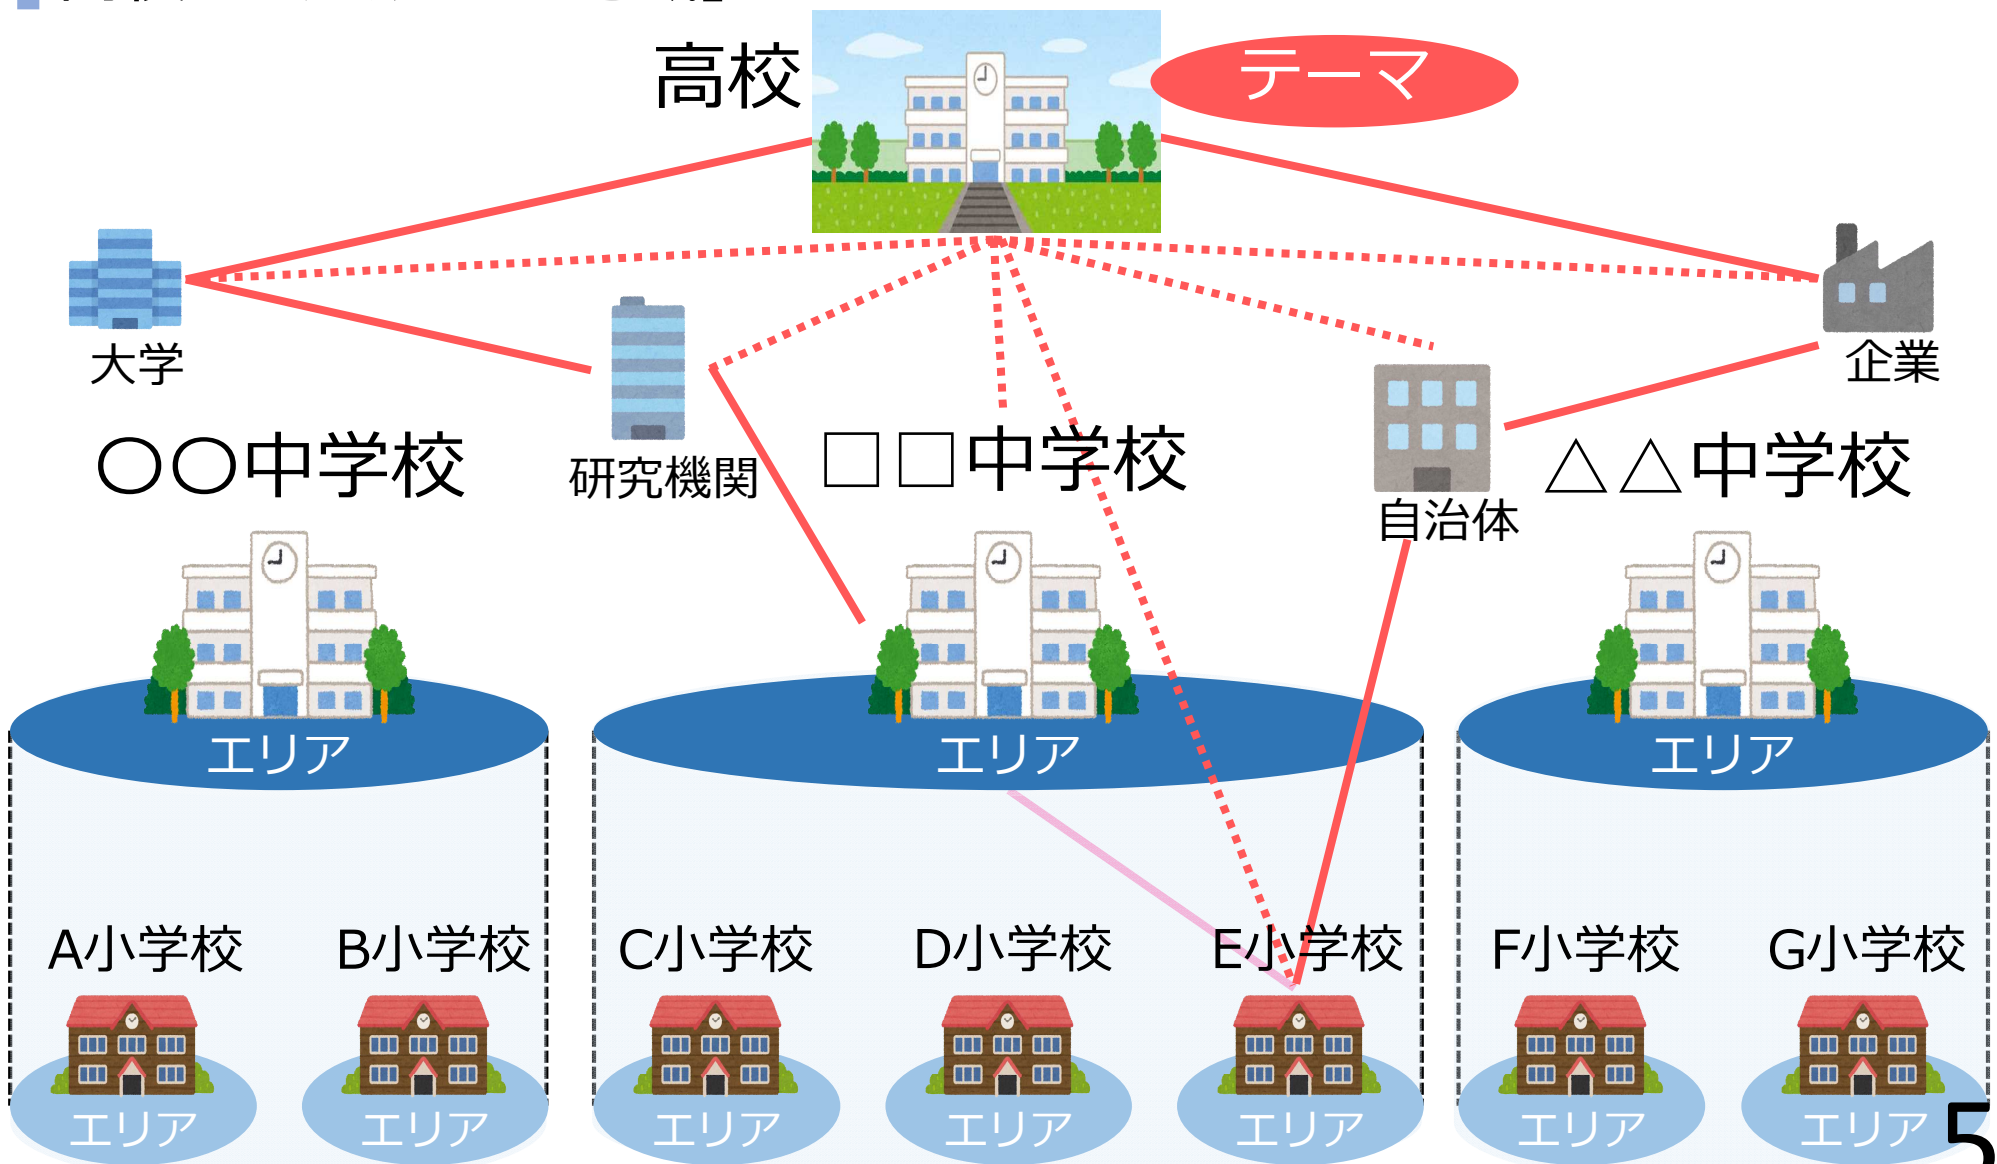 高校
テーマ
大学
企業
○○中学校
研究機関
□□中学校
自治体
△△中学校
エリア
エリア
エリア
A小学校
B小学校
C小学校
D小学校
E小学校
F小学校
G小学校
エリア
エリア
エリア
エリア
エリア
エリア
エリア
5